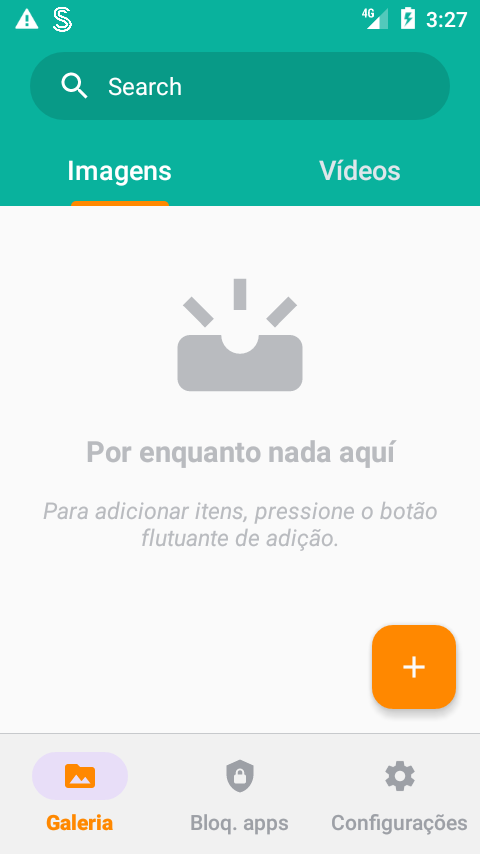 4G 3:27
Search
Imagens Vídeos
Por enquanto nada aquí
Para adicionar itens, pressione o botão
flutuante de adição.
Galeria Bloq. apps Configurações